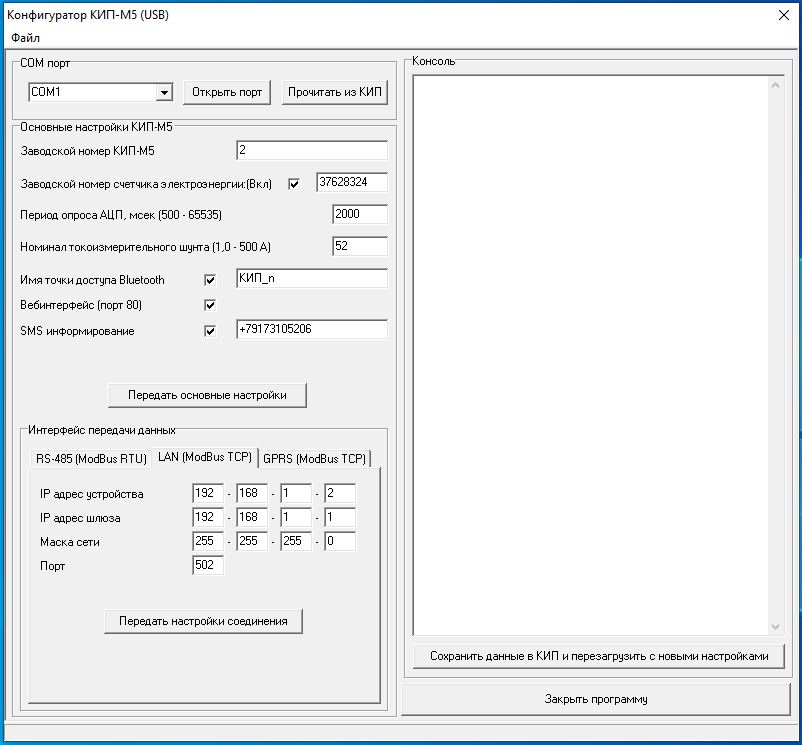 Конфигуратор КИП-М5 (USB)
Файл
COM порт
COM1
Открыть порт
Прочитать из КИП
Основные настройки КИП-М5
Заводской номер КИП-М5
2
Заводской номер счетчика электроэнергии:(Вкл)
37628324
Период опроса АЦП, мсек (500 - 65535)
2000
Номинал токоизмерительного шунта (1,0 - 500 А)
52
Имя точки доступа Bluetooth
КИП_n
Вебинтерфейс (порт 80)
SMS информирование
+79173105206
Передать основные настройки
Интерфейс передачи данных
RS-485 (ModBus RTU)
LAN (ModBus TCP)
GPRS (ModBus TCP)
IP адрес устройства
192 - 168 - 1 - 2
IP адрес шлюза
192 - 168 - 1 - 1
Маска сети
255 - 255 - 255 - 0
Порт
502
Передать настройки соединения
Консоль
Сохранить данные в КИП и перезагрузить с новыми настройками
Закрыть программу